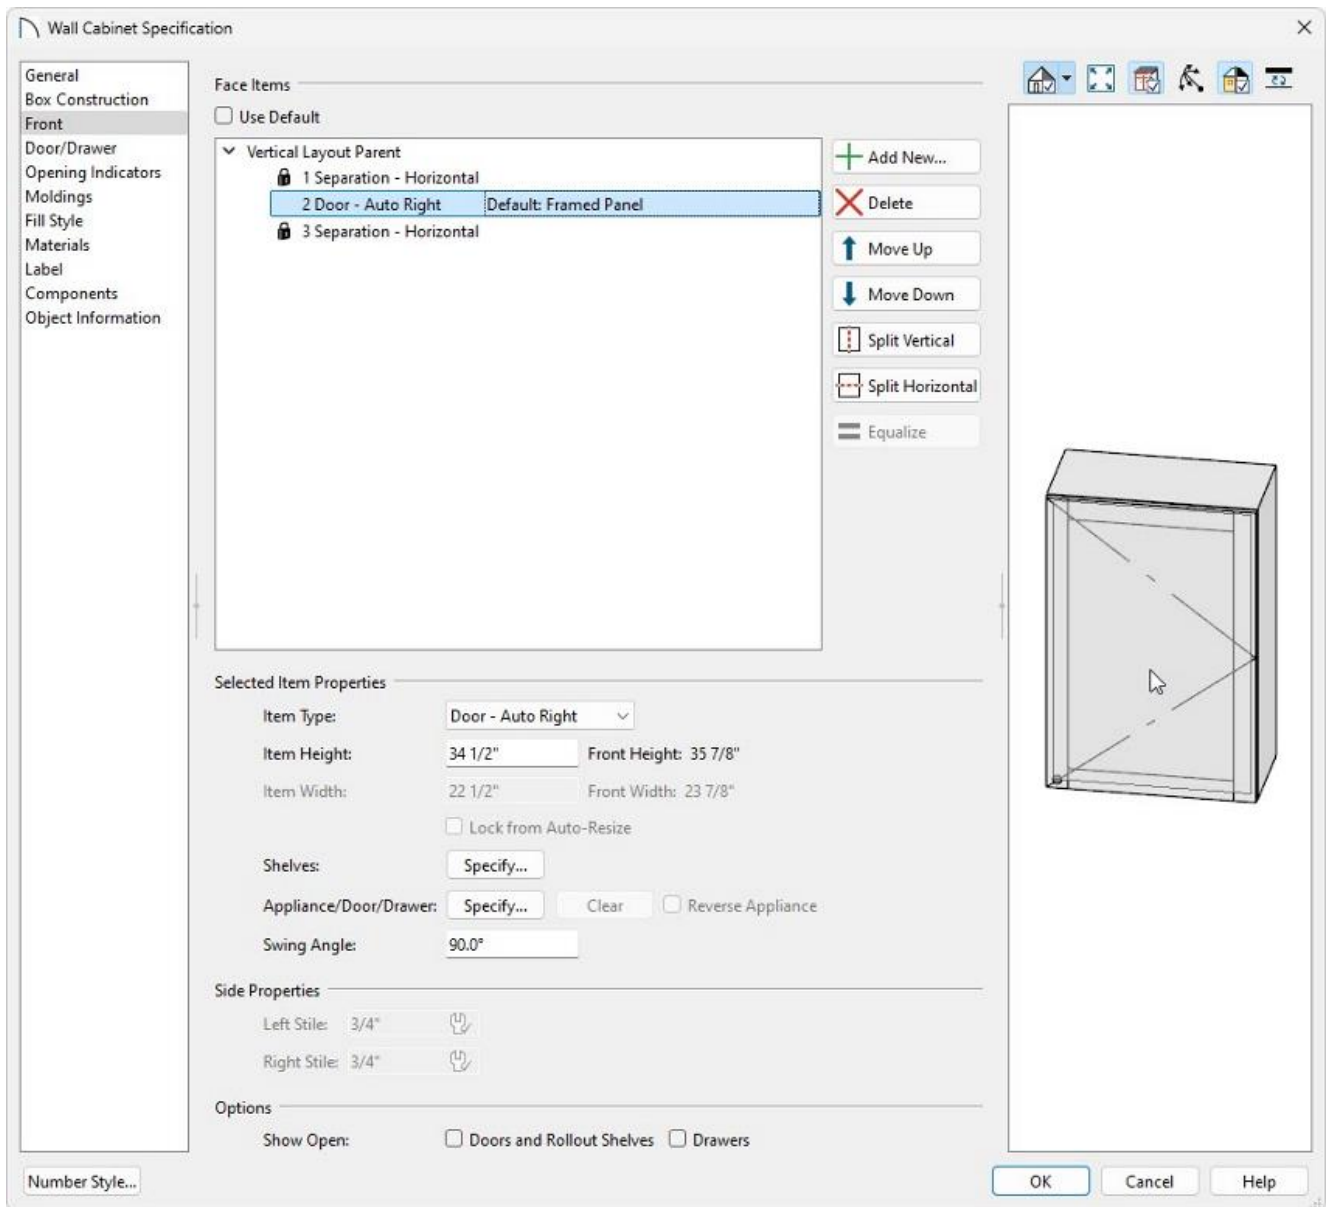 Wall Cabinet Specification
General
Box Construction
Front
Door/Drawer
Opening Indicators
Moldings
Fill Style
Materials
Label
Components
Object Information
Face Items
Use Default
Vertical Layout Parent
1 Separation - Horizontal
2 Door - Auto Right Default: Framed Panel
3 Separation - Horizontal
Add New...
Delete
Move Up
Move Down
Split Vertical
Split Horizontal
Equalize
Selected Item Properties
Item Type: Door - Auto Right
Item Height: 34 1/2" Front Height: 35 7/8"
Item Width: 22 1/2" Front Width: 23 7/8"
Lock from Auto-Resize
Shelves: Specify...
Appliance/Door/Drawer: Specify... Clear Reverse Appliance
Swing Angle: 90.0°
Side Properties
Left Stile: 3/4"
Right Stile: 3/4"
Options
Show Open: Doors and Rollout Shelves Drawers
Number Style... OK Cancel Help